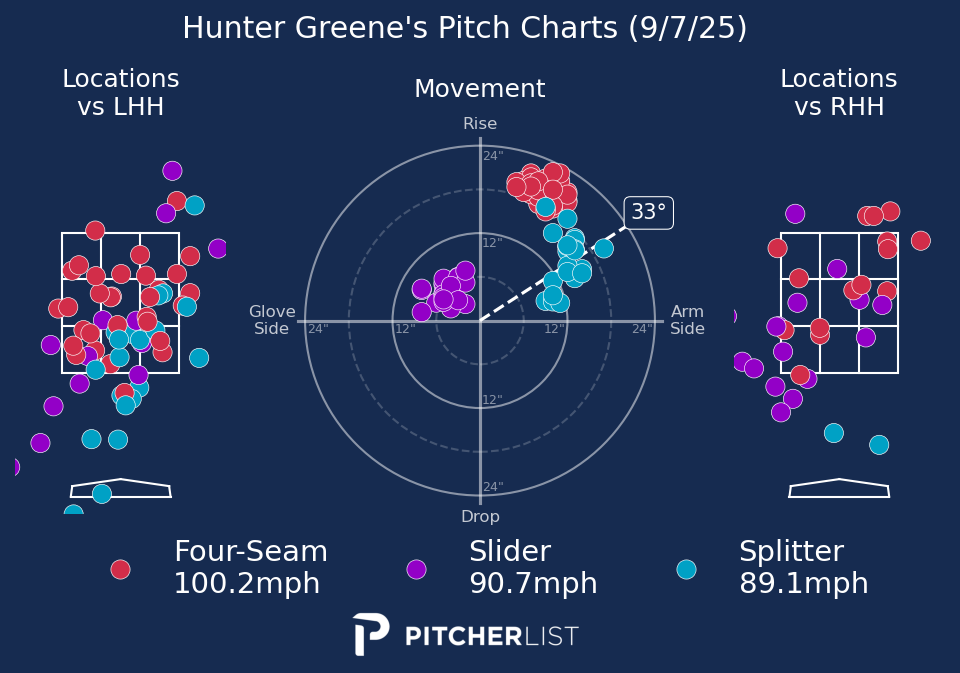 Hunter Greene's Pitch Charts (9/7/25)
Locations
vs LHH
Movement
Locations
vs RHH
Rise
24"
33°
12"
Glove
Side
24"
12"
12"
24"
Arm
Side
12"
24"
Drop
Four-Seam
100.2mph
Slider
90.7mph
Splitter
89.1mph
PITCHERLIST